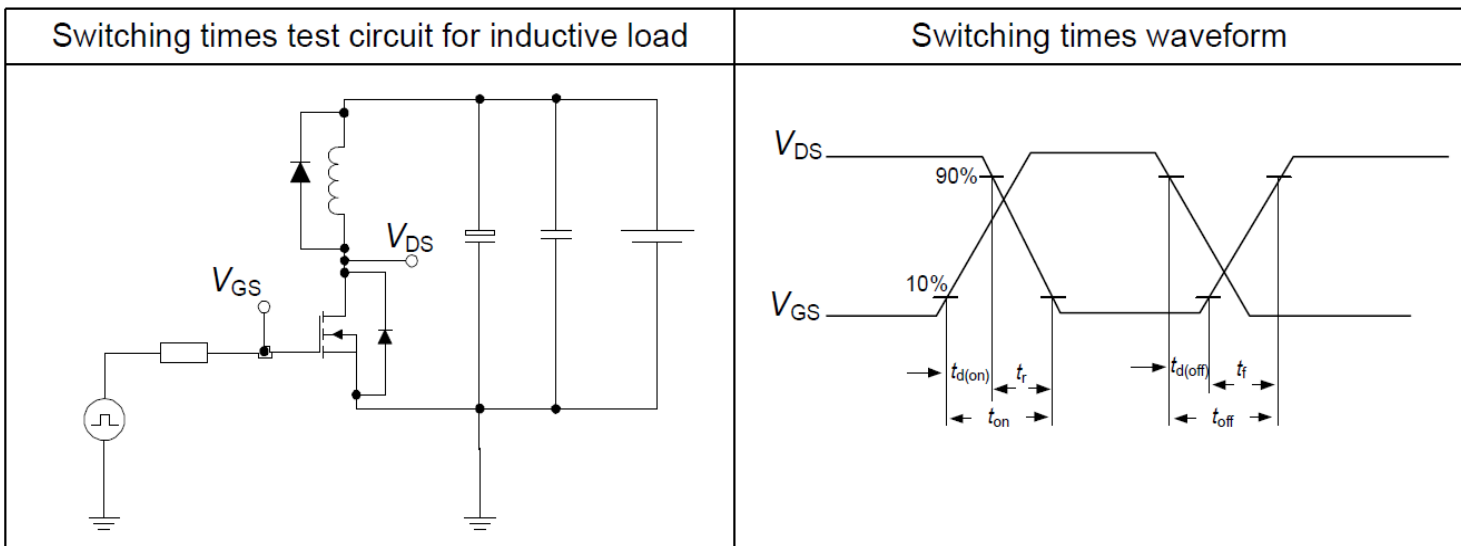 Switching times test circuit for inductive load
Switching times waveform
VDS
VGS
VDS
90%
10%
VGS
td(on) tr td(off) tf
ton toff